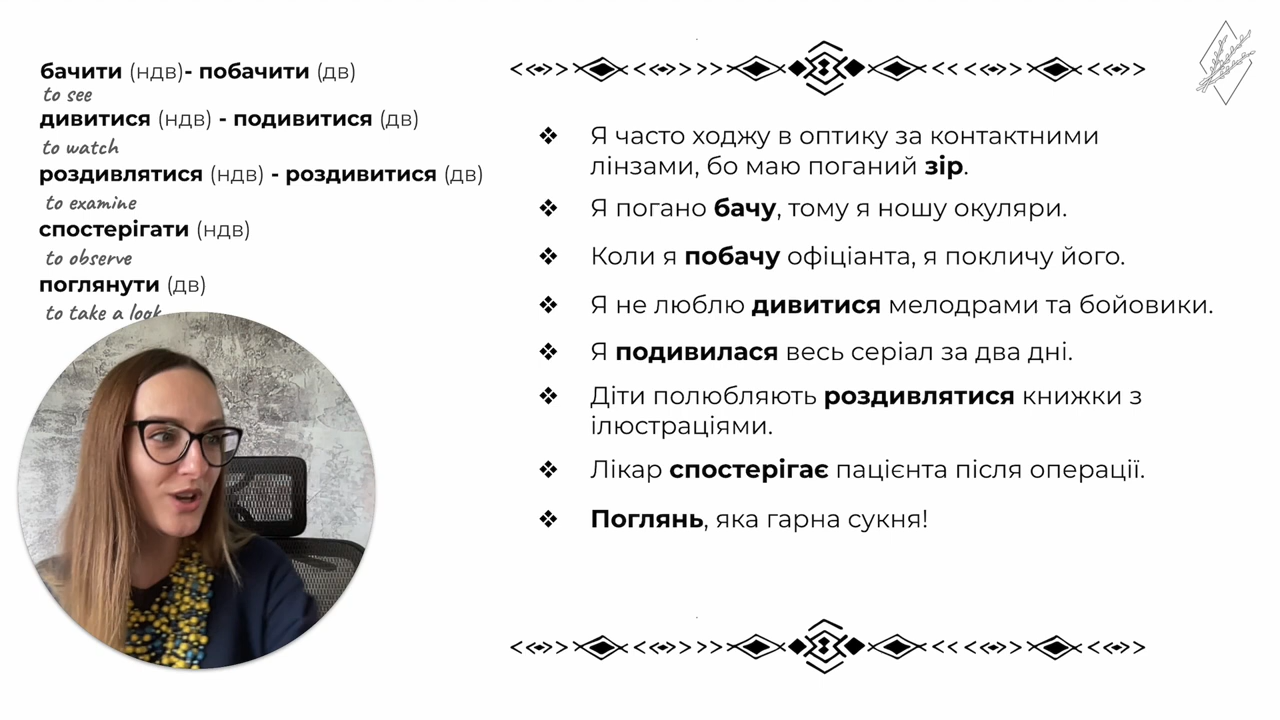 бачити (ндв)- побачити (дв)
to see
дивитися (ндв) - подивитися (дв)
to watch
роздивлятися (ндв) - роздивитися (дв)
to examine
спостерігати (ндв)
to observe
поглянути (дв)
to take a look
Я часто ходжу в оптику за контактними
лінзами, бо маю поганий зір.
Я погано бачу, тому я ношу окуляри.
Коли я побачу офіціанта, я покличу його.
Я не люблю дивитися мелодрами та бойовики.
Я подивилася весь серіал за два дні.
Діти полюбляють роздивлятися книжки з
ілюстраціями.
Лікар спостерігає пацієнта після операції.
Поглянь, яка гарна сукня!